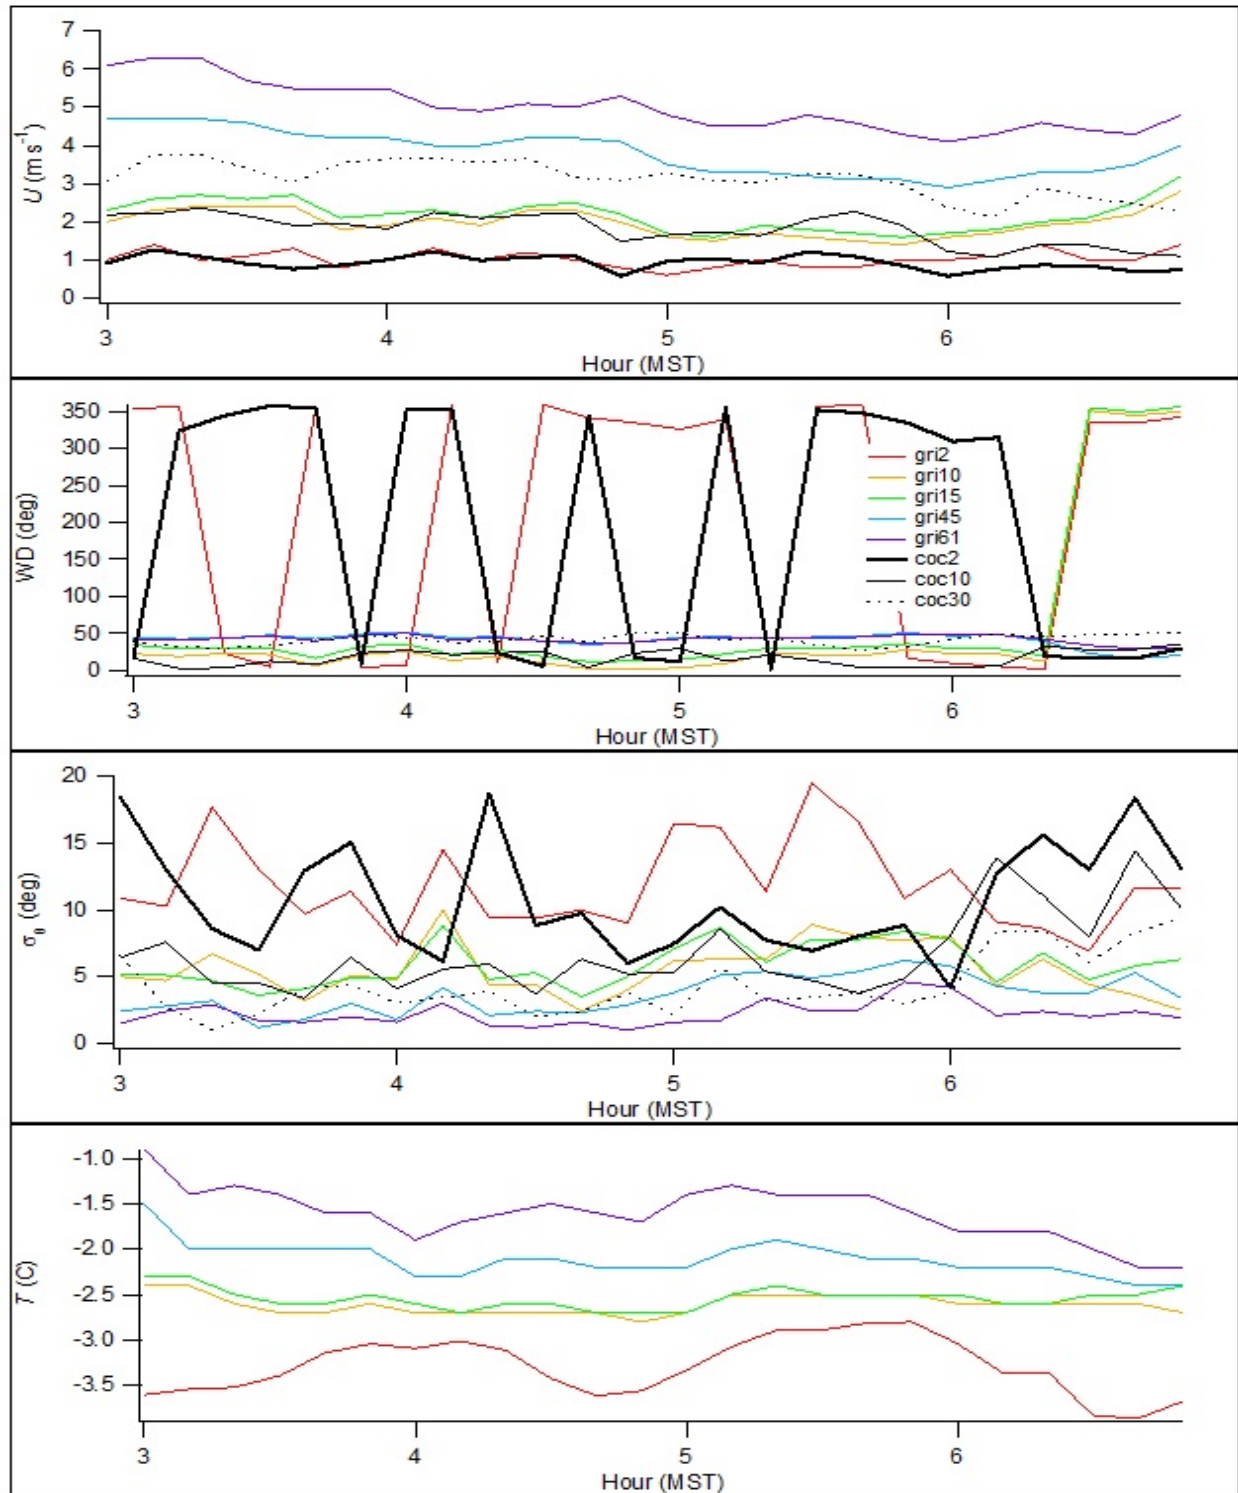 7
6
5
4
3
2
1
0
U (m s⁻¹)
3 4 5 6
Hour (MST)
350
300
250
200
150
100
50
0
WD (deg)
gri2
gri10
gri15
gri45
gri61
coc2
coc10
coc30
3 4 5 6
Hour (MST)
20
15
10
5
0
σθ (deg)
3 4 5 6
Hour (MST)
-1.0
-1.5
-2.0
-2.5
-3.0
-3.5
T (C)
3 4 5 6
Hour (MST)